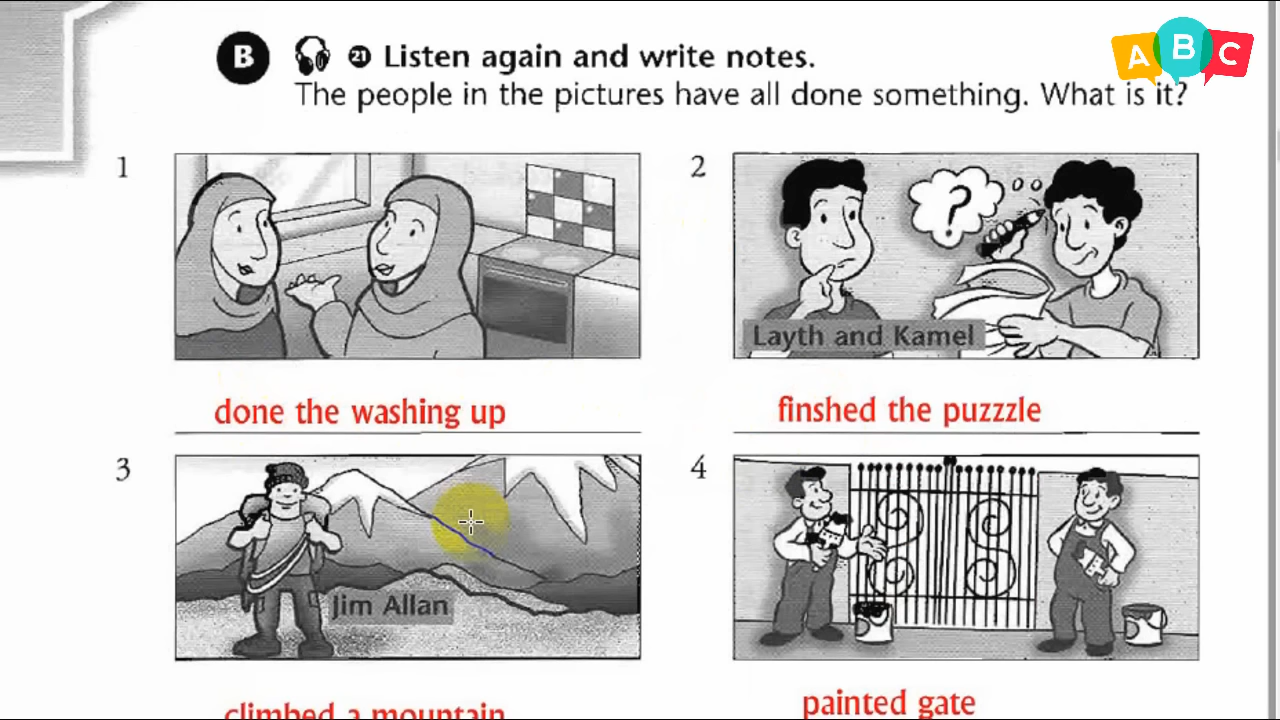 A B C
B 21 Listen again and write notes.
The people in the pictures have all done something. What is it?
1
2
?
Layth and Kamel
done the washing up
finshed the puzzzle
3
4
Jim Allan
climbed a mountain
painted gate